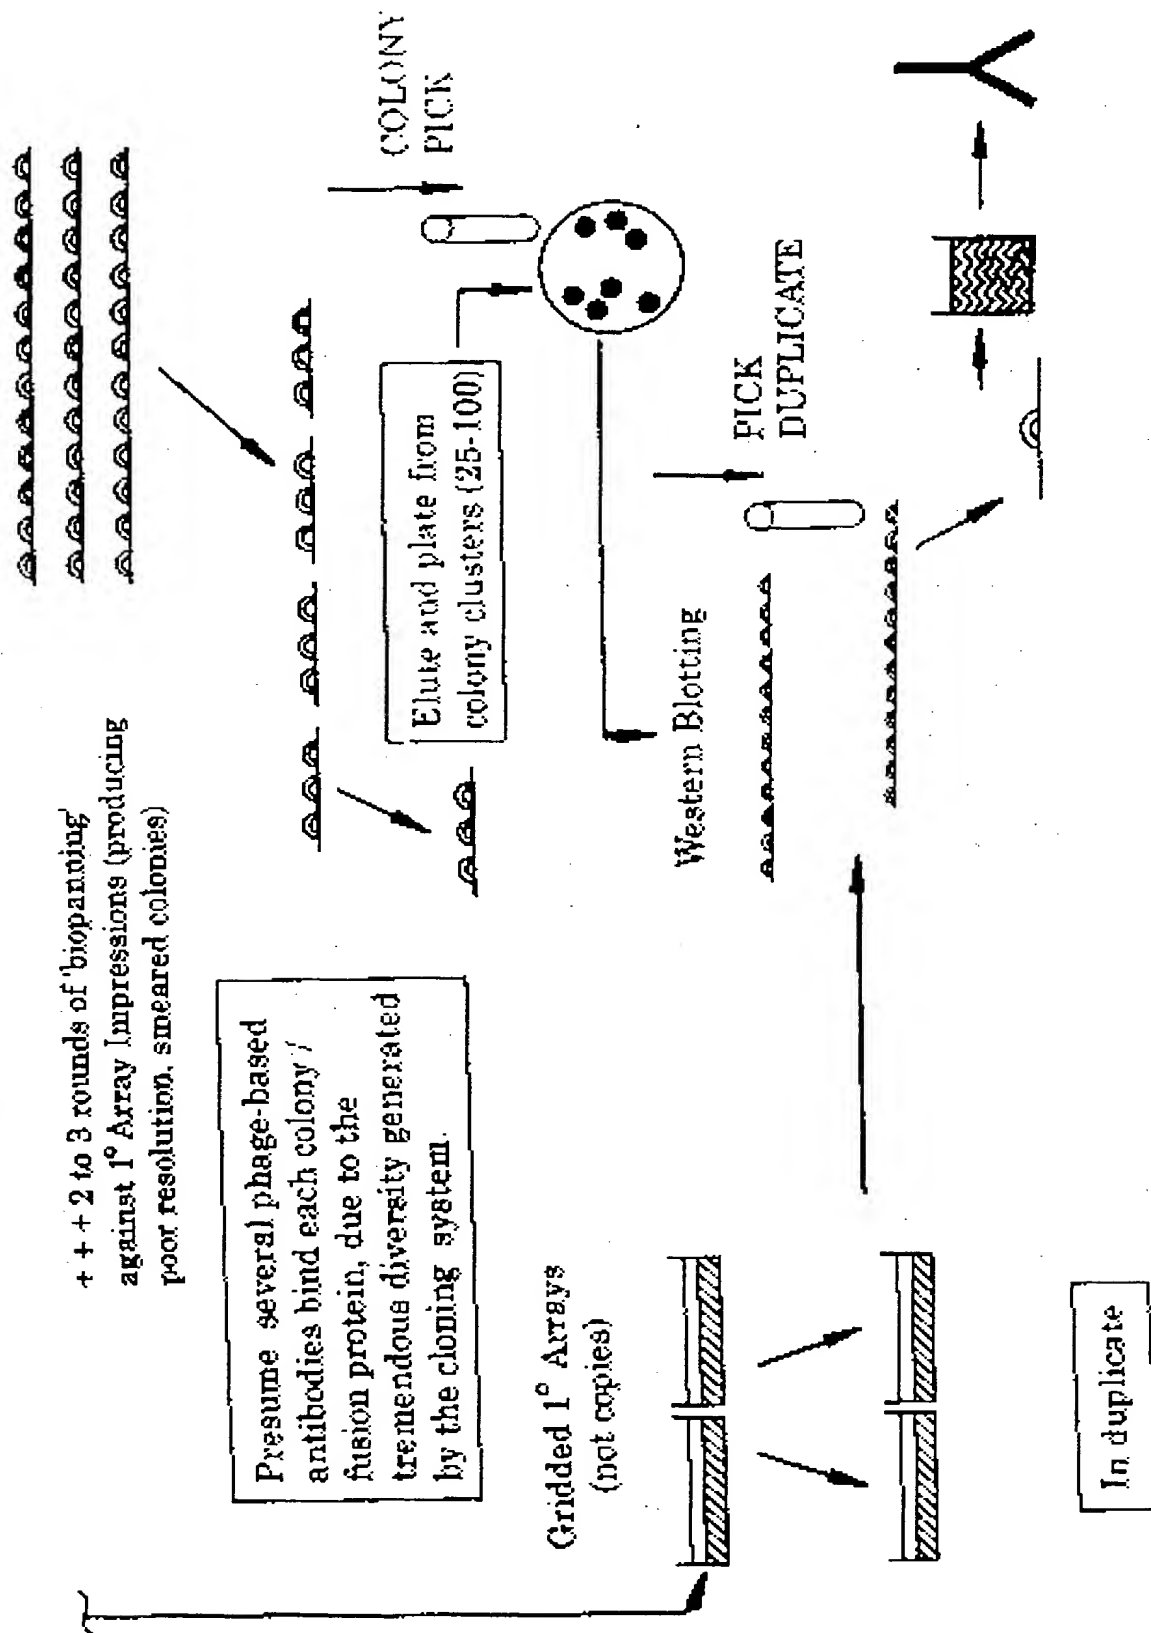 + + + 2 to 3 rounds of 'biopanning'
against 1° Array Impressions (producing
poor resolution, smeared colonies)
Presume several phage-based
antibodies bind each colony /
fusion protein, due to the
tremendous diversity generated
by the cloning system.
Elute and plate from
colony clusters (25-100)
COLONY
PICK
Gridded 1° Arrays
(not copies)
Western Blotting
PICK
DUPLICATE
In duplicate